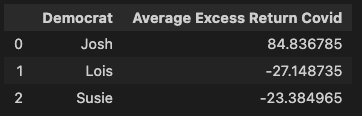 Democrat Average Excess Return Covid
0 Josh 84.836785
1 Lois -27.148735
2 Susie -23.384965